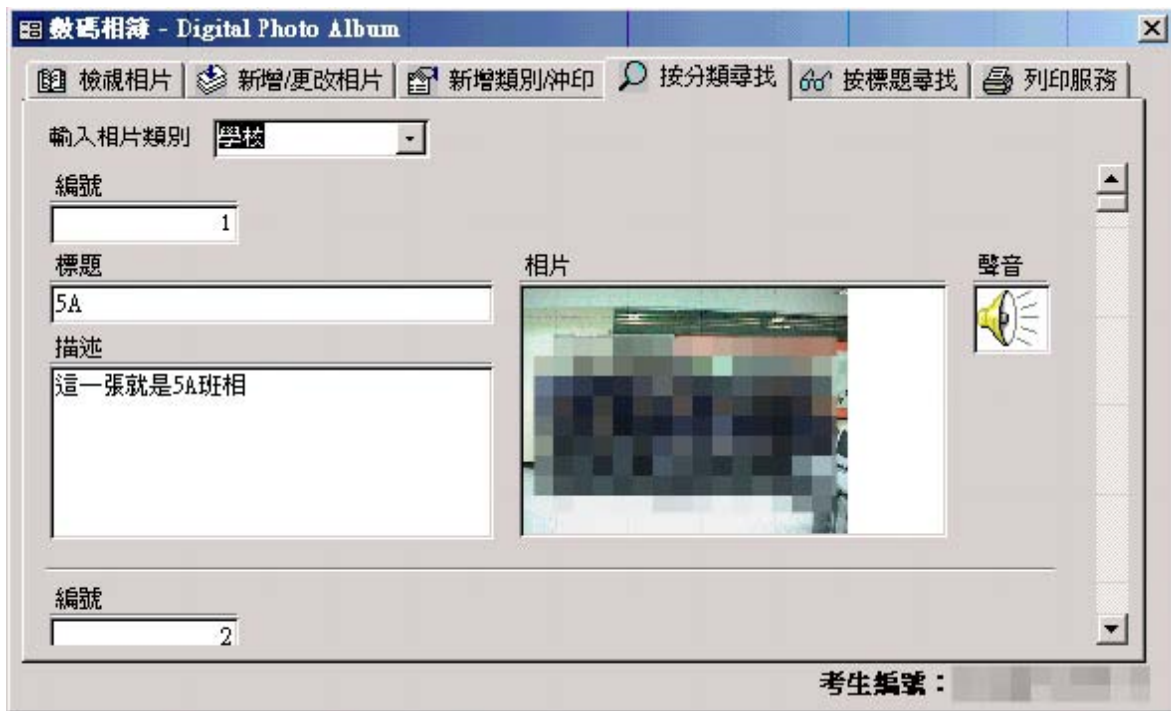 數碼相簿 - Digital Photo Album
檢視相片 新增/更改相片 新增類別/沖印 按分類尋找 按標題尋找 列印服務
輸入相片類別 學校
編號
1
標題 相片 聲音
5A
描述
這一張就是5A班相
編號
2
考生編號：